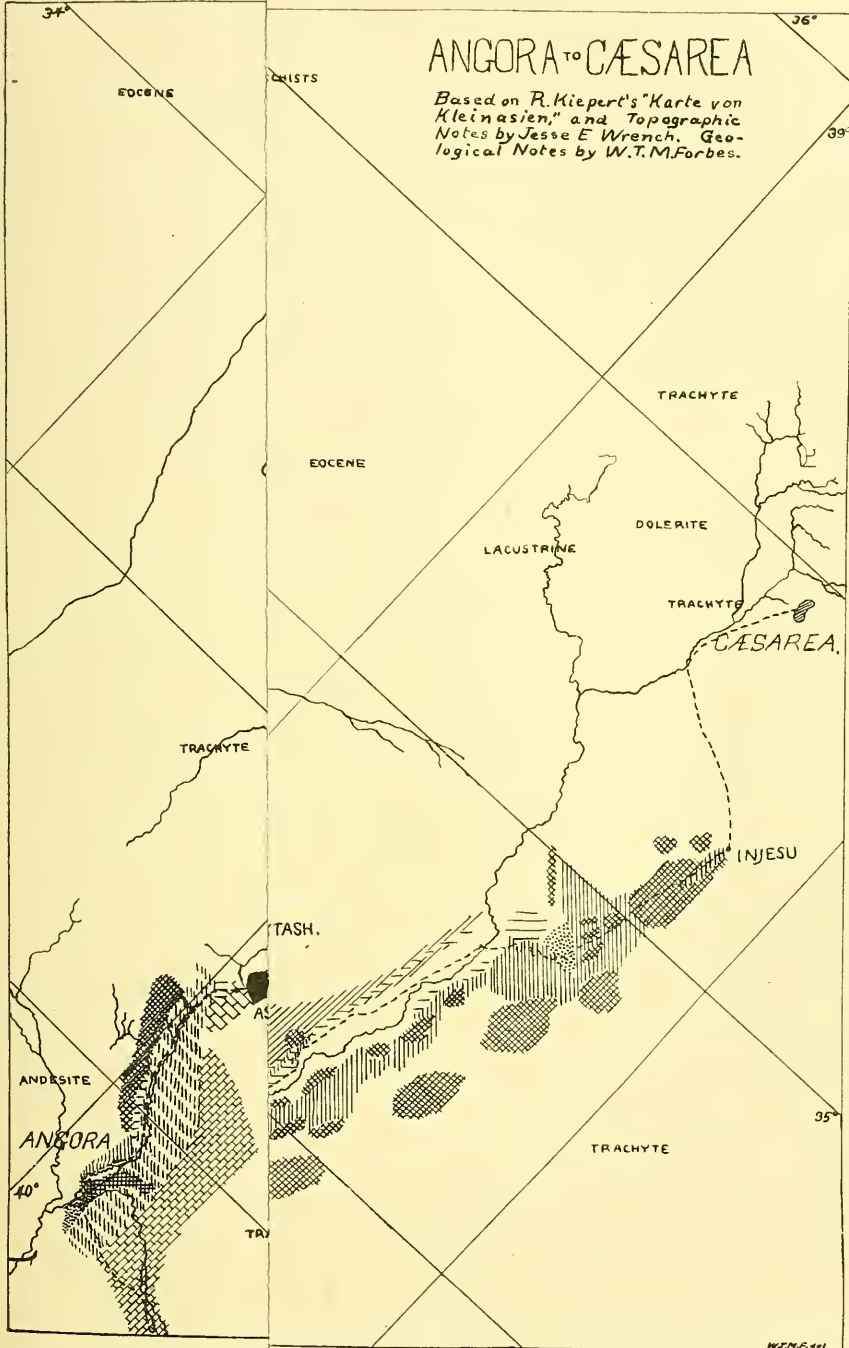 34°
36°
EOCENE
CHISTS
ANGORA TO CÆSAREA
Based on R. Kiepert's "Karte von
Kleinasien," and Topographic
Notes by Jesse E Wrench. Geo-
logical Notes by W.T.M. Forbes.
39°
TRACHYTE
EOCENE
DOLERITE
LACUSTRINE
TRACHYTE
CÆSAREA.
TRACHYTE
INJESU
TASH.
AS
ANDESITE
35°
ANGORA
TRACHYTE
40°
TRA
W.T.M.F. del.